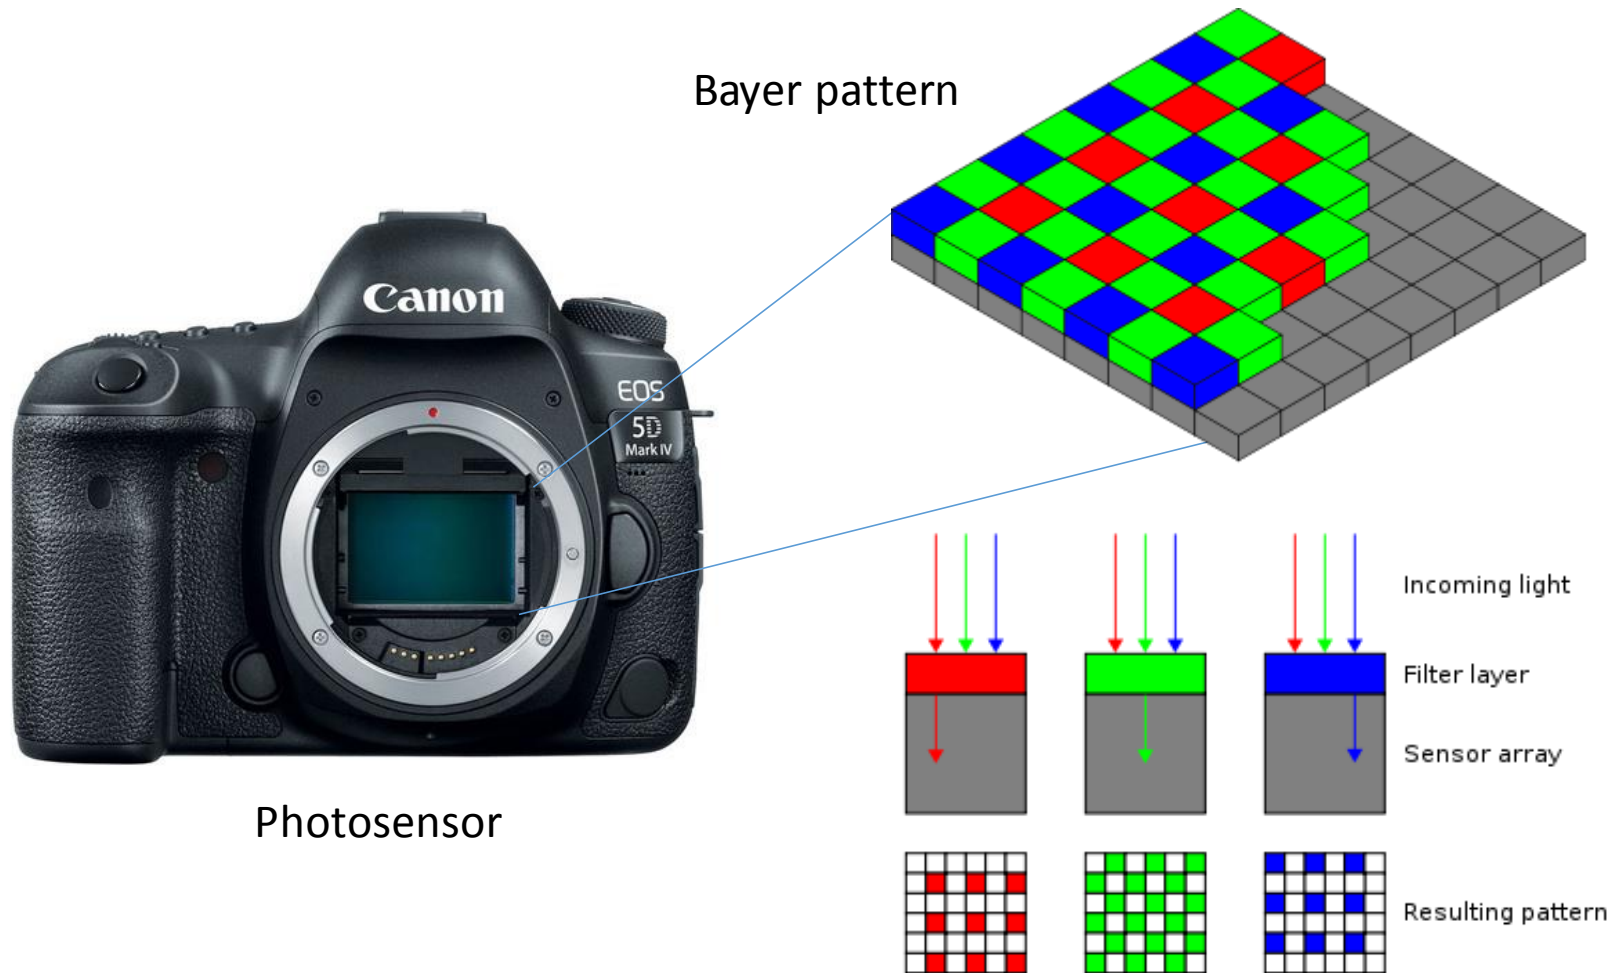 Bayer pattern
Canon
EOS
5D
Mark IV
Photosensor
Incoming light
Filter layer
Sensor array
Resulting pattern